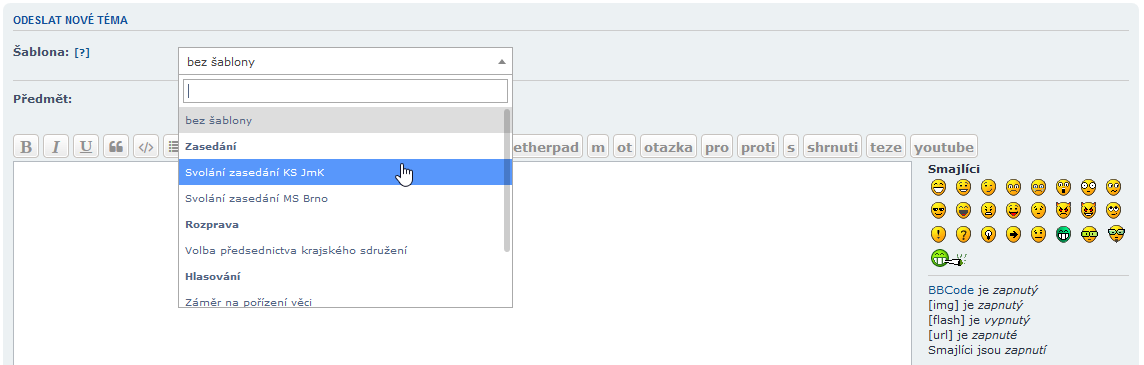 ODESLAT NOVÉ TÉMA
Šablona: [?]
bez šablony
Předmět:
bez šablony
Zasedání
Svolání zasedání KS JmK
Svolání zasedání MS Brno
Rozprava
Volba předsednictva krajského sdružení
Hlasování
Záměr na pořízení věci
B I U etherpad m ot otazka pro proti s shrnuti teze youtube
Smajlíci
BBCode je zapnutý
[img] je zapnutý
[flash] je vypnutý
[url] je zapnuté
Smajlíci jsou zapnutí